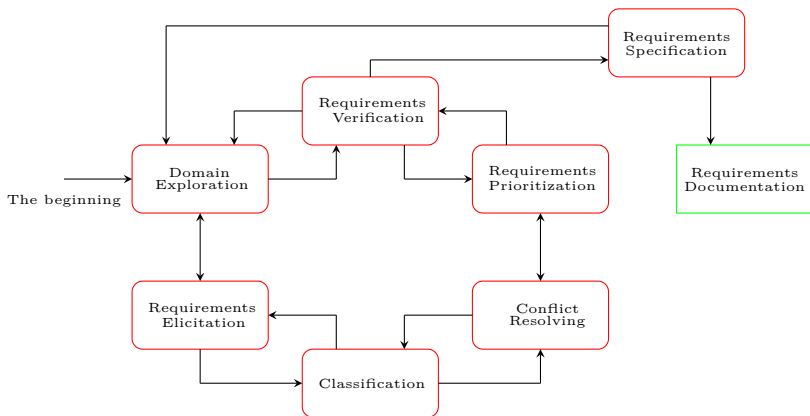 Requirements
Specification
Requirements
Verification
Domain
Exploration
Requirements
Prioritization
Requirements
Documentation
The beginning
Requirements
Elicitation
Conflict
Resolving
Classification